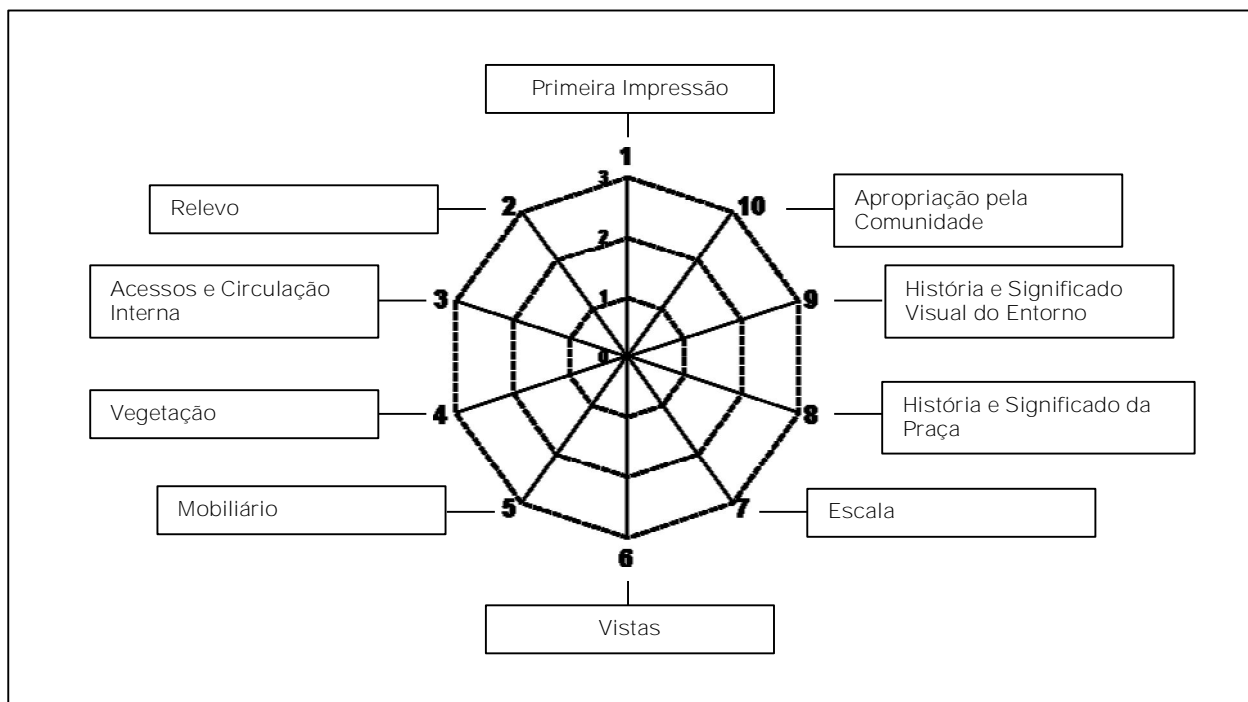 Primeira Impressão
1
3
Relevo
2
10
Apropriação pela
Comunidade
2
Acessos e Circulação
Interna
3
1
9
História e Significado
Visual do Entorno
0
Vegetação
4
8
História e Significado da
Praça
Mobiliário
5
7
Escala
6
Vistas